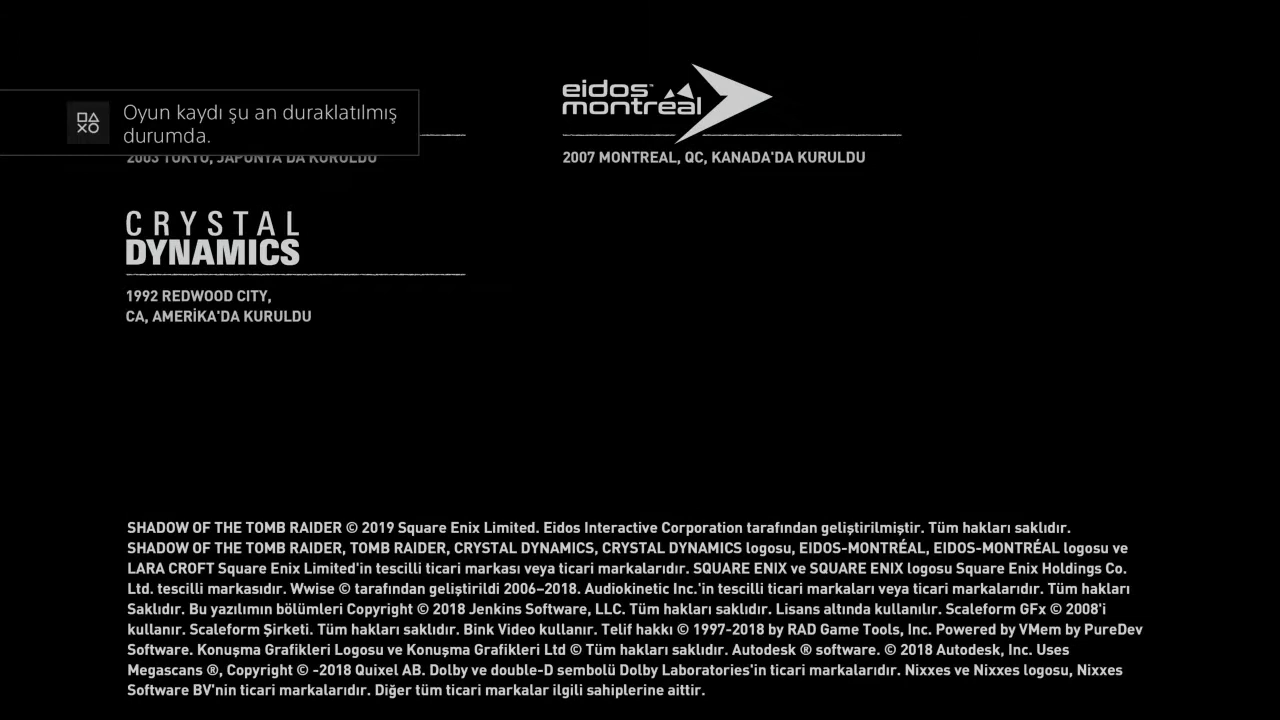 Oyun kaydı şu an duraklatılmış
durumda.
2003 TOKYO, JAPONYA'DA KURULDU
eidos™
montréal
2007 MONTREAL, QC, KANADA'DA KURULDU
CRYSTAL
DYNAMICS
1992 REDWOOD CITY,
CA, AMERİKA'DA KURULDU
SHADOW OF THE TOMB RAIDER © 2019 Square Enix Limited. Eidos Interactive Corporation tarafından geliştirilmiştir. Tüm hakları saklıdır.
SHADOW OF THE TOMB RAIDER, TOMB RAIDER, CRYSTAL DYNAMICS, CRYSTAL DYNAMICS logosu, EIDOS-MONTRÉAL, EIDOS-MONTRÉAL logosu ve
LARA CROFT Square Enix Limited'in tescilli ticari markası veya ticari markalarıdır. SQUARE ENIX ve SQUARE ENIX logosu Square Enix Holdings Co.
Ltd. tescilli markasıdır. Wwise © tarafından geliştirildi 2006–2018. Audiokinetic Inc.'in tescilli ticari markaları veya ticari markalarıdır. Tüm hakları
Saklıdır. Bu yazılımın bölümleri Copyright © 2018 Jenkins Software, LLC. Tüm hakları saklıdır. Lisans altında kullanılır. Scaleform GFx © 2008'i
kullanır. Scaleform Şirketi. Tüm hakları saklıdır. Bink Video kullanır. Telif hakkı © 1997-2018 by RAD Game Tools, Inc. Powered by VMem by PureDev
Software. Konuşma Grafikleri Logosu ve Konuşma Grafikleri Ltd © Tüm hakları saklıdır. Autodesk ® software. © 2018 Autodesk, Inc. Uses
Megascans ®, Copyright © -2018 Quixel AB. Dolby ve double-D sembolü Dolby Laboratories'in ticari markalarıdır. Nixxes ve Nixxes logosu, Nixxes
Software BV'nin ticari markalarıdır. Diğer tüm ticari markalar ilgili sahiplerine aittir.